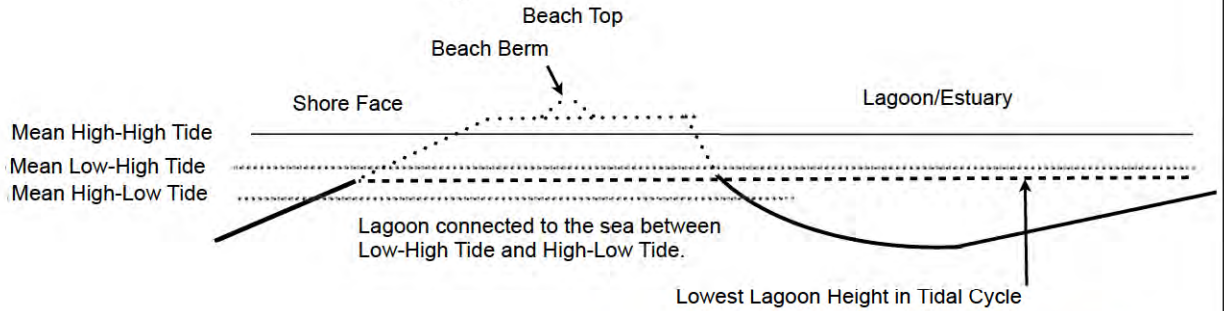 Beach Top
Beach Berm
Shore Face
Lagoon/Estuary
Mean High-High Tide
Mean Low-High Tide
Mean High-Low Tide
Lagoon connected to the sea between
Low-High Tide and High-Low Tide.
Lowest Lagoon Height in Tidal Cycle